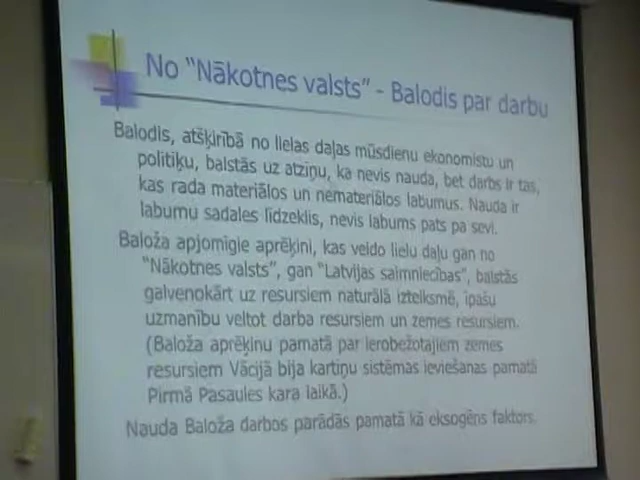 No “Nākotnes valsts” - Balodis par darbu
Balodis, atšķirībā no lielas daļas mūsdienu ekonomistu un
politiķu, balstās uz atziņu, ka nevis nauda, bet darbs ir tas,
kas rada materiālos un nemateriālos labumus. Nauda ir
labumu sadales līdzeklis, nevis labums pats pa sevi.
Baloža apjomīgie aprēķini, kas veido lielu daļu gan no
“Nākotnes valsts”, gan “Latvijas saimniecības”, balstās
galvenokārt uz resursiem naturālā izteiksmē, īpašu
uzmanību veltot darba resursiem un zemes resursiem.
(Baloža aprēķinu pamatā par ierobežotajiem zemes
resursiem Vācijā bija kartiņu sistēmas ieviešanas pamatā
Pirmā Pasaules kara laikā.)
Nauda Baloža darbos parādās pamatā kā eksogēns faktors.